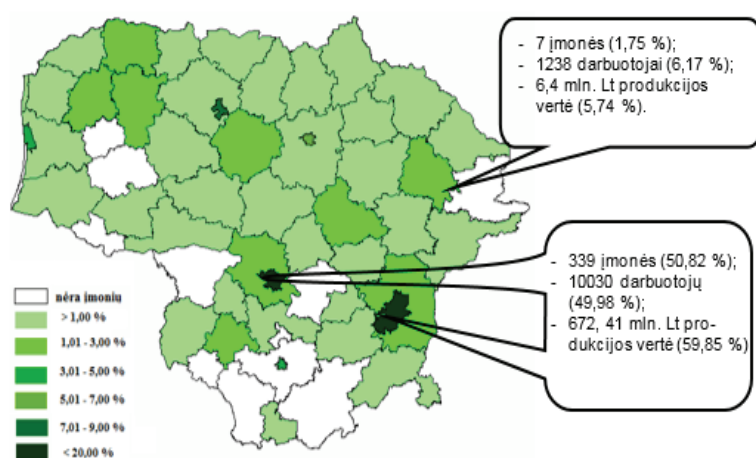 - 7 įmonės (1,75 %);
- 1238 darbuotojai (6,17 %);
- 6,4 mln. Lt produkcijos
vertė (5,74 %).
- 339 įmonės (50,82 %);
- 10030 darbuotojų
(49,98 %);
- 672, 41 mln. Lt pro-
dukcijos vertė (59,85 %)
nėra įmonių
> 1,00 %
1,01 - 3,00 %
3,01 - 5,00 %
5,01 - 7,00 %
7,01 - 9,00 %
< 20,00 %